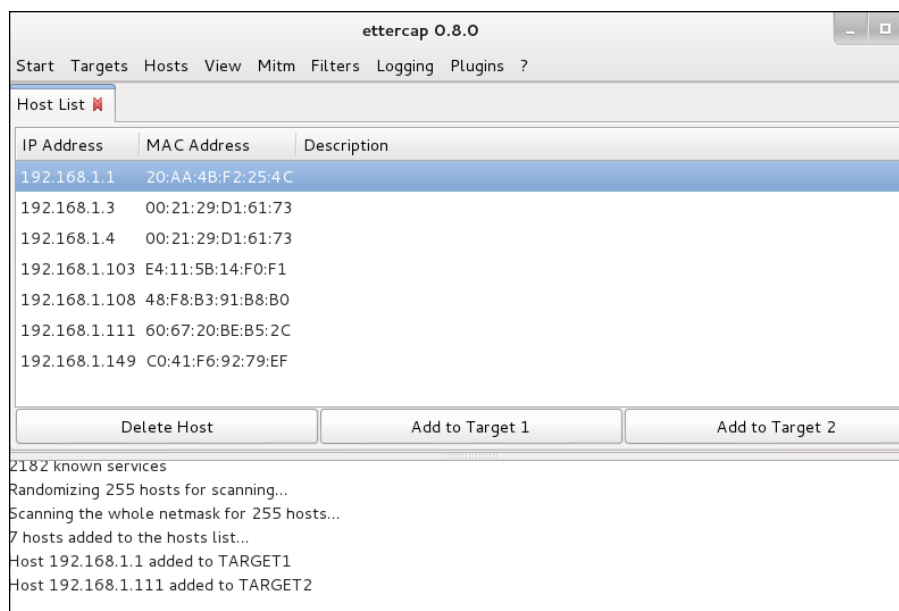 ettercap 0.8.0
Start Targets Hosts View Mitm Filters Logging Plugins ?
Host List
IP Address MAC Address Description
192.168.1.1 20:AA:4B:F2:25:4C
192.168.1.3 00:21:29:D1:61:73
192.168.1.4 00:21:29:D1:61:73
192.168.1.103 E4:11:5B:14:F0:F1
192.168.1.108 48:F8:B3:91:B8:B0
192.168.1.111 60:67:20:BE:B5:2C
192.168.1.149 C0:41:F6:92:79:EF
Delete Host Add to Target 1 Add to Target 2
2182 known services
Randomizing 255 hosts for scanning...
Scanning the whole netmask for 255 hosts...
7 hosts added to the hosts list...
Host 192.168.1.1 added to TARGET1
Host 192.168.1.111 added to TARGET2